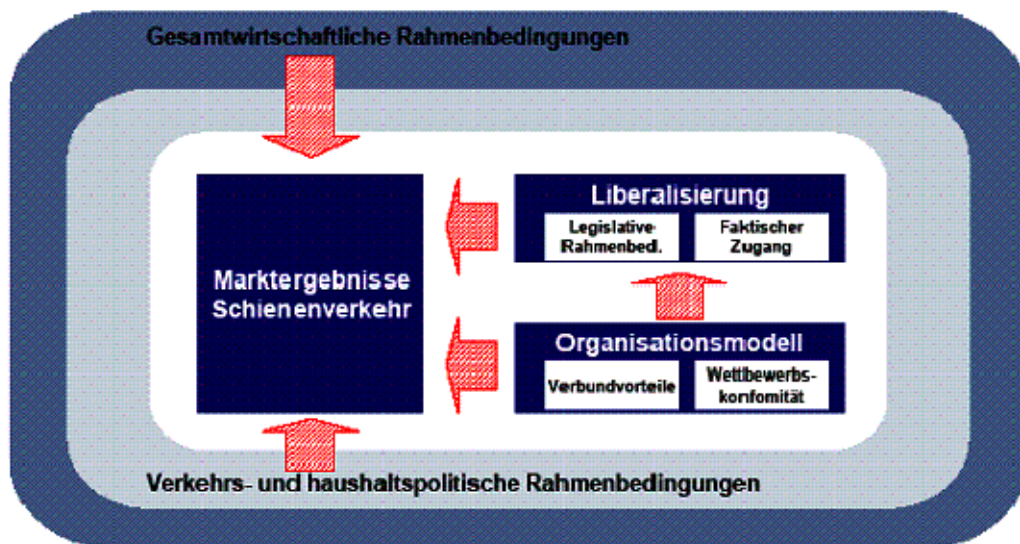 Gesamtwirtschaftliche Rahmenbedingungen
Marktergebnisse
Schienenverkehr
Liberalisierung
Legislative
Rahmenbed.
Faktischer
Zugang
Organisationsmodell
Verbundvorteile
Wettbewerbs-
konfomität
Verkehrs- und haushaltspolitische Rahmenbedingungen